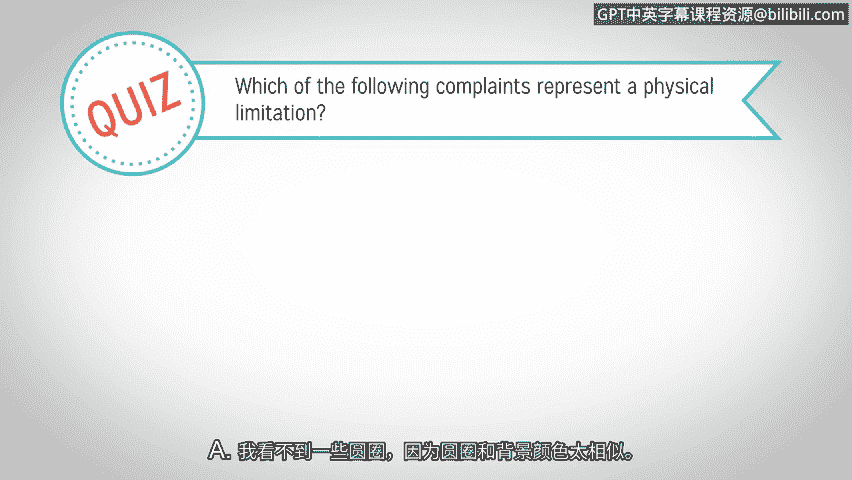 GPT中英字幕课程资源@bilibili.com
QUIZ
Which of the following complaints represent a physical
limitation?
A. 我看不到一些圆圈，因为圆圈和背景颜色太相似。